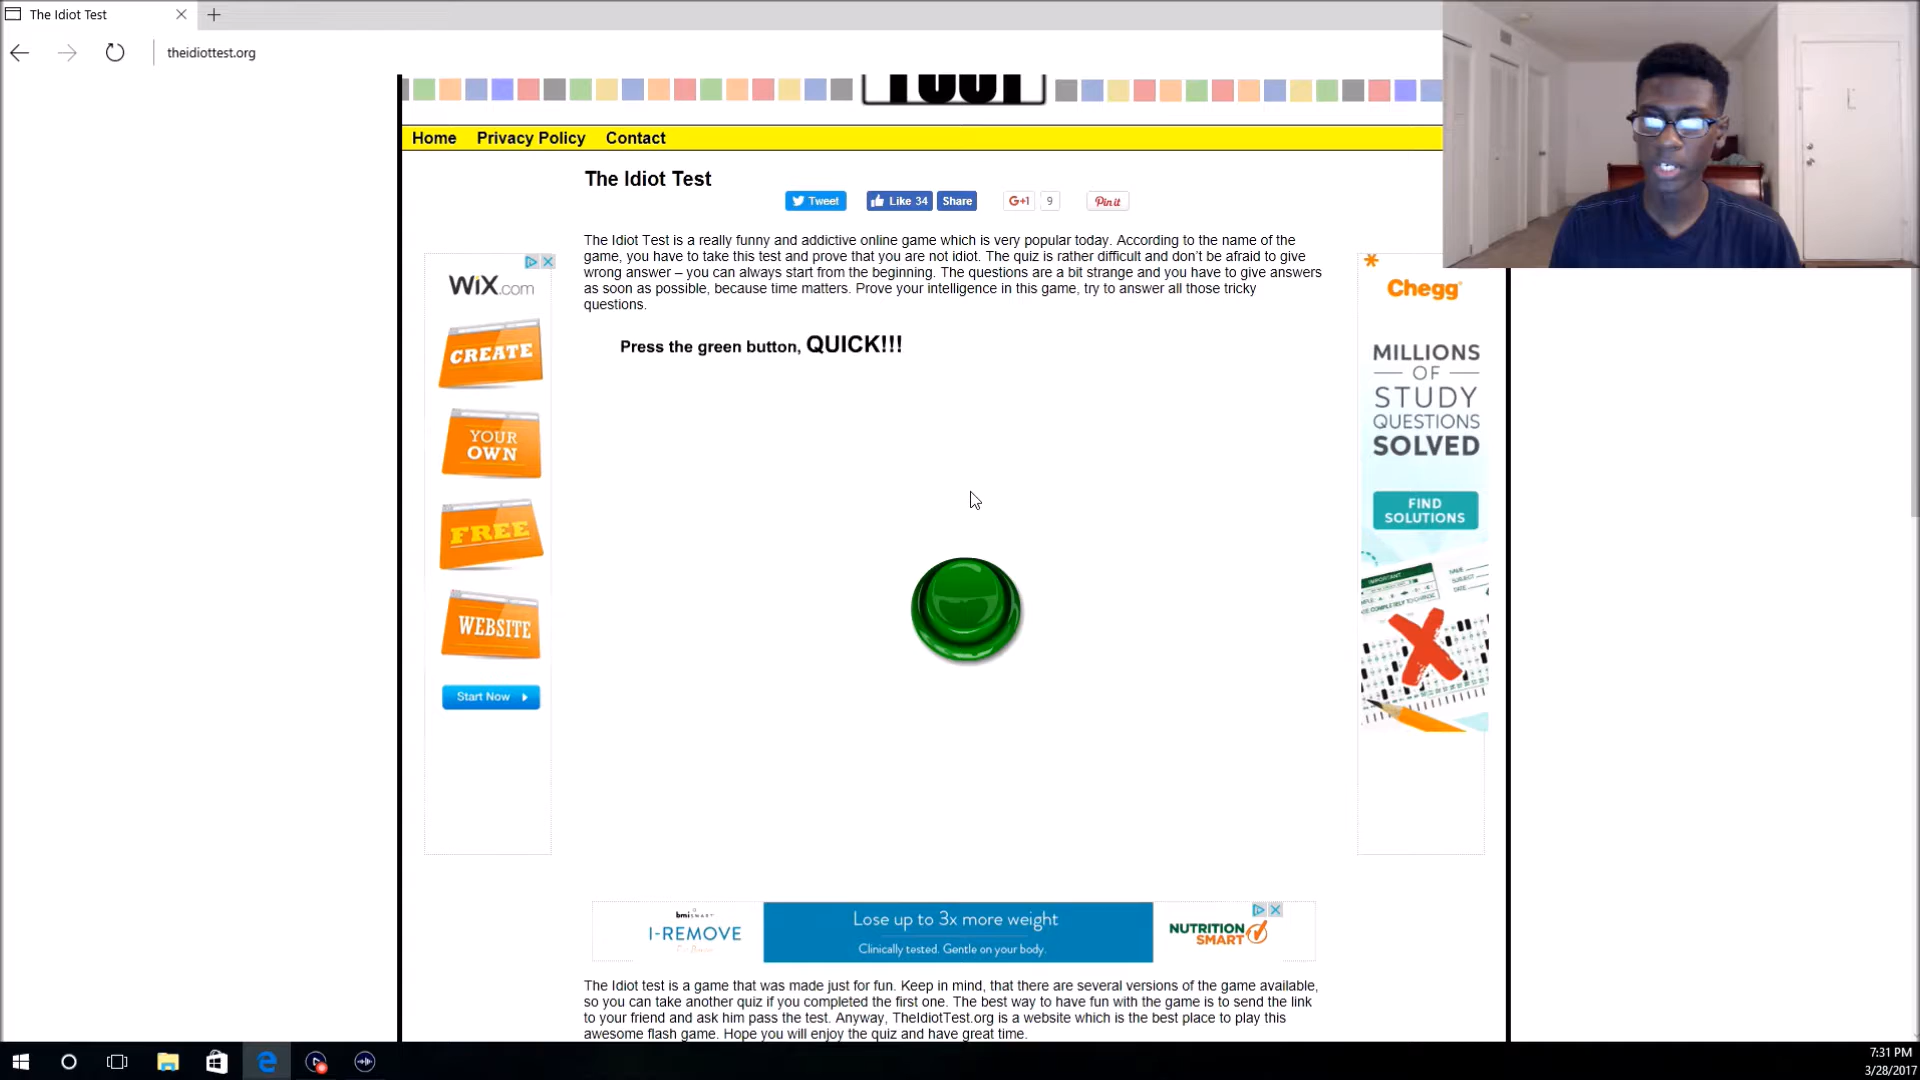 The Idiot Test
theidiottest.org
Home Privacy Policy Contact
The Idiot Test
Tweet Like 34 Share G+1 9 Pin it
The Idiot Test is a really funny and addictive online game which is very popular today. According to the name of the
game, you have to take this test and prove that you are not idiot. The quiz is rather difficult and don't be afraid to give
wrong answer – you can always start from the beginning. The questions are a bit strange and you have to give answers
as soon as possible, because time matters. Prove your intelligence in this game, try to answer all those tricky
questions.
Press the green button, QUICK!!!
WiX.com
CREATE
YOUR
OWN
FREE
WEBSITE
Start Now
Chegg
MILLIONS
OF
STUDY
QUESTIONS
SOLVED
FIND
SOLUTIONS
IMPORTANT
NAME
SUBJECT
DATE
bmiSMART
I-REMOVE
Lose up to 3x more weight
Clinically tested. Gentle on your body.
NUTRITION
SMART
The Idiot test is a game that was made just for fun. Keep in mind, that there are several versions of the game available,
so you can take another quiz if you completed the first one. The best way to have fun with the game is to send the link
to your friend and ask him pass the test. Anyway, TheIdiotTest.org is a website which is the best place to play this
awesome flash game. Hope you will enjoy the quiz and have great time.
7:31 PM
3/28/2017